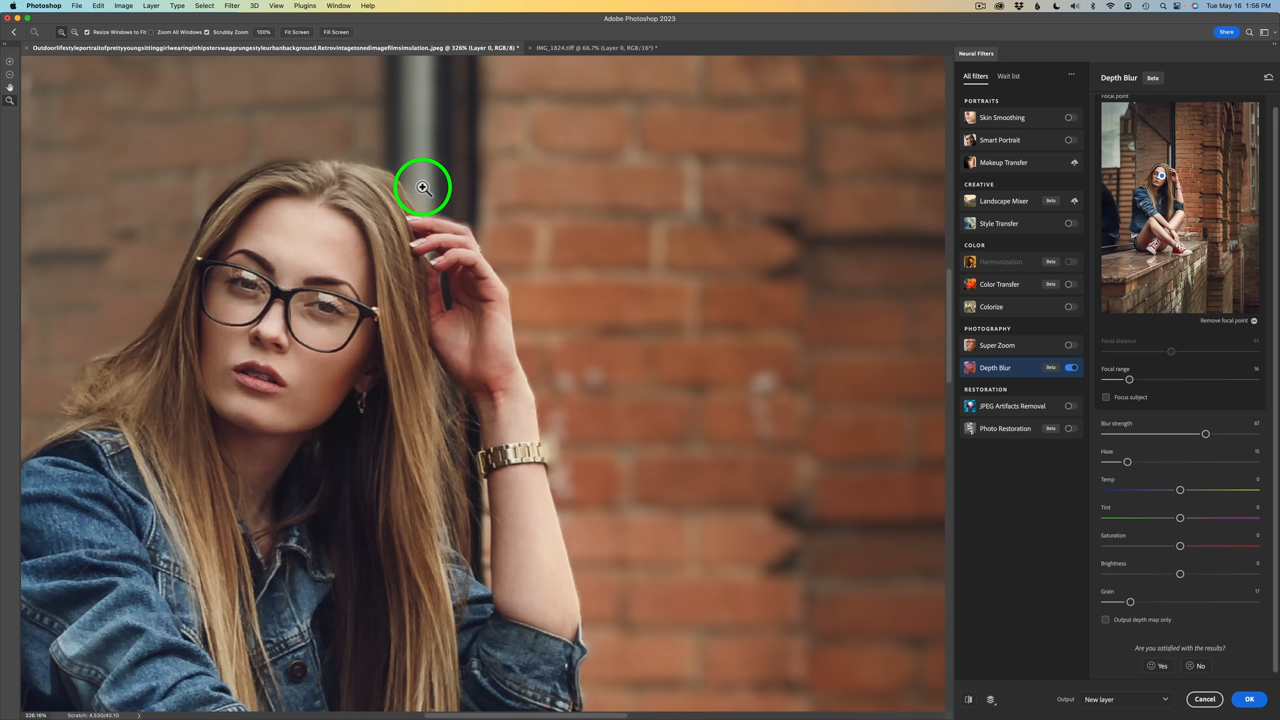 Photoshop File Edit Image Layer Type Select Filter 3D View Plugins Window Help Tue May 16 1:56 PM
Adobe Photoshop 2023
Resize Windows to Fit Zoom All Windows Scrubby Zoom 100% Fit Screen Fill Screen Share
Outdoorlifestyleportraitofprettyyoungsittinggirlwearinginhipsterswaggrungestyleurbanbackground.Retrovintagetonedimagefilmsimulation.jpeg @ 326% (Layer 0, RGB/8) * IMG_1824.tiff @ 66.7% (Layer 0, RGB/16*) *
Neural Filters
All filters Wait list
PORTRAITS
Skin Smoothing
Smart Portrait
Makeup Transfer
CREATIVE
Landscape Mixer Beta
Style Transfer
COLOR
Harmonization Beta
Color Transfer Beta
Colorize
PHOTOGRAPHY
Super Zoom
Depth Blur Beta
RESTORATION
JPEG Artifacts Removal
Photo Restoration Beta
Depth Blur Beta
Focal point
Remove focal point
Focal distance 44
Focal range 16
Focus subject
Blur strength 67
Haze 15
Temp 0
Tint 0
Saturation 0
Brightness 0
Grain 17
Output depth map only
Are you satisfied with the results?
Yes No
Output New layer Cancel OK
326.16% Scratch: 4.53G/40.1G